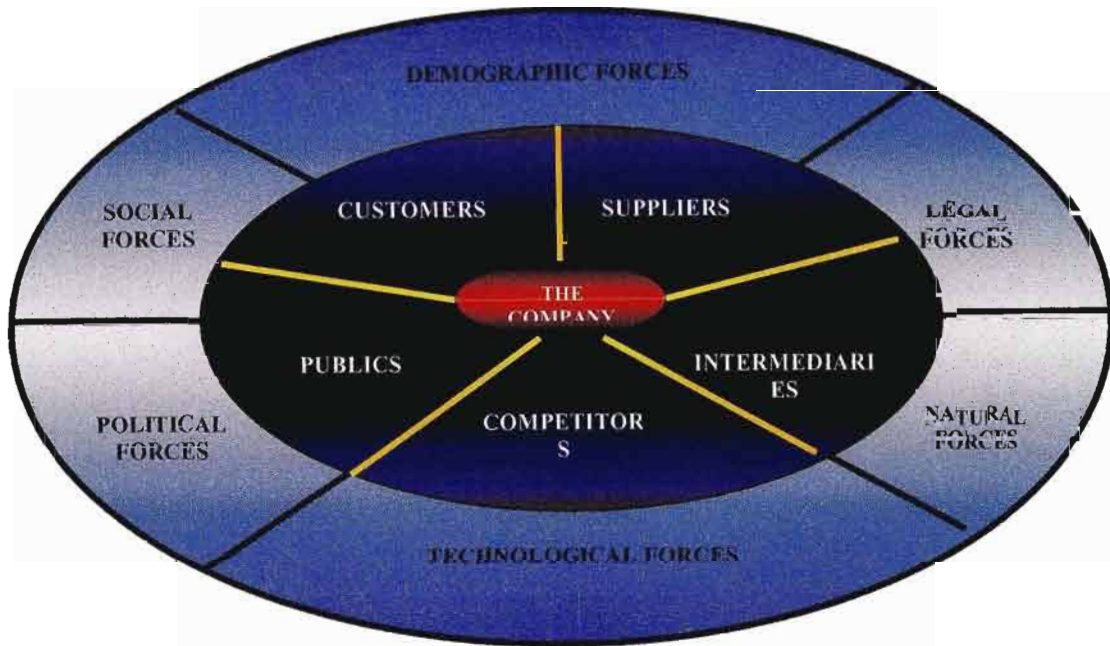 DEMOGRAPHIC FORCES
SOCIAL
FORCES
CUSTOMERS
SUPPLIERS
LEGAL
FORCES
THE
COMPANY
PUBLICS
INTERMEDIARI
ES
POLITICAL
FORCES
COMPETITOR
S
NATURAL
FORCES
TECHNOLOGICAL FORCES